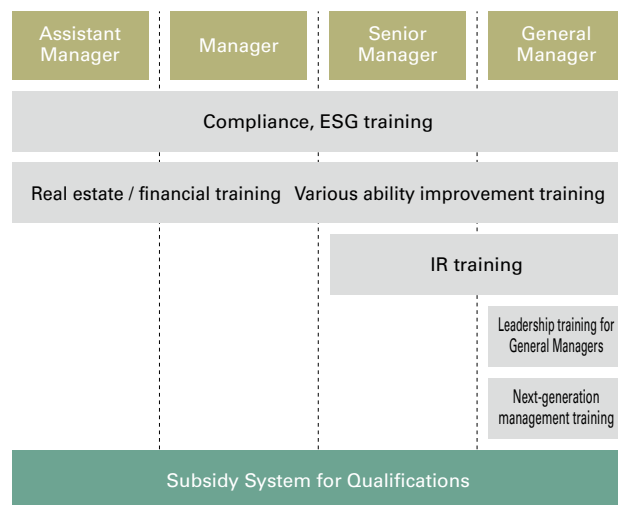 Assistant
Manager
Manager
Senior
Manager
General
Manager
Compliance, ESG training
Real estate / financial training   Various ability improvement training
IR training
Leadership training for
General Managers
Next-generation
management training
Subsidy System for Qualifications